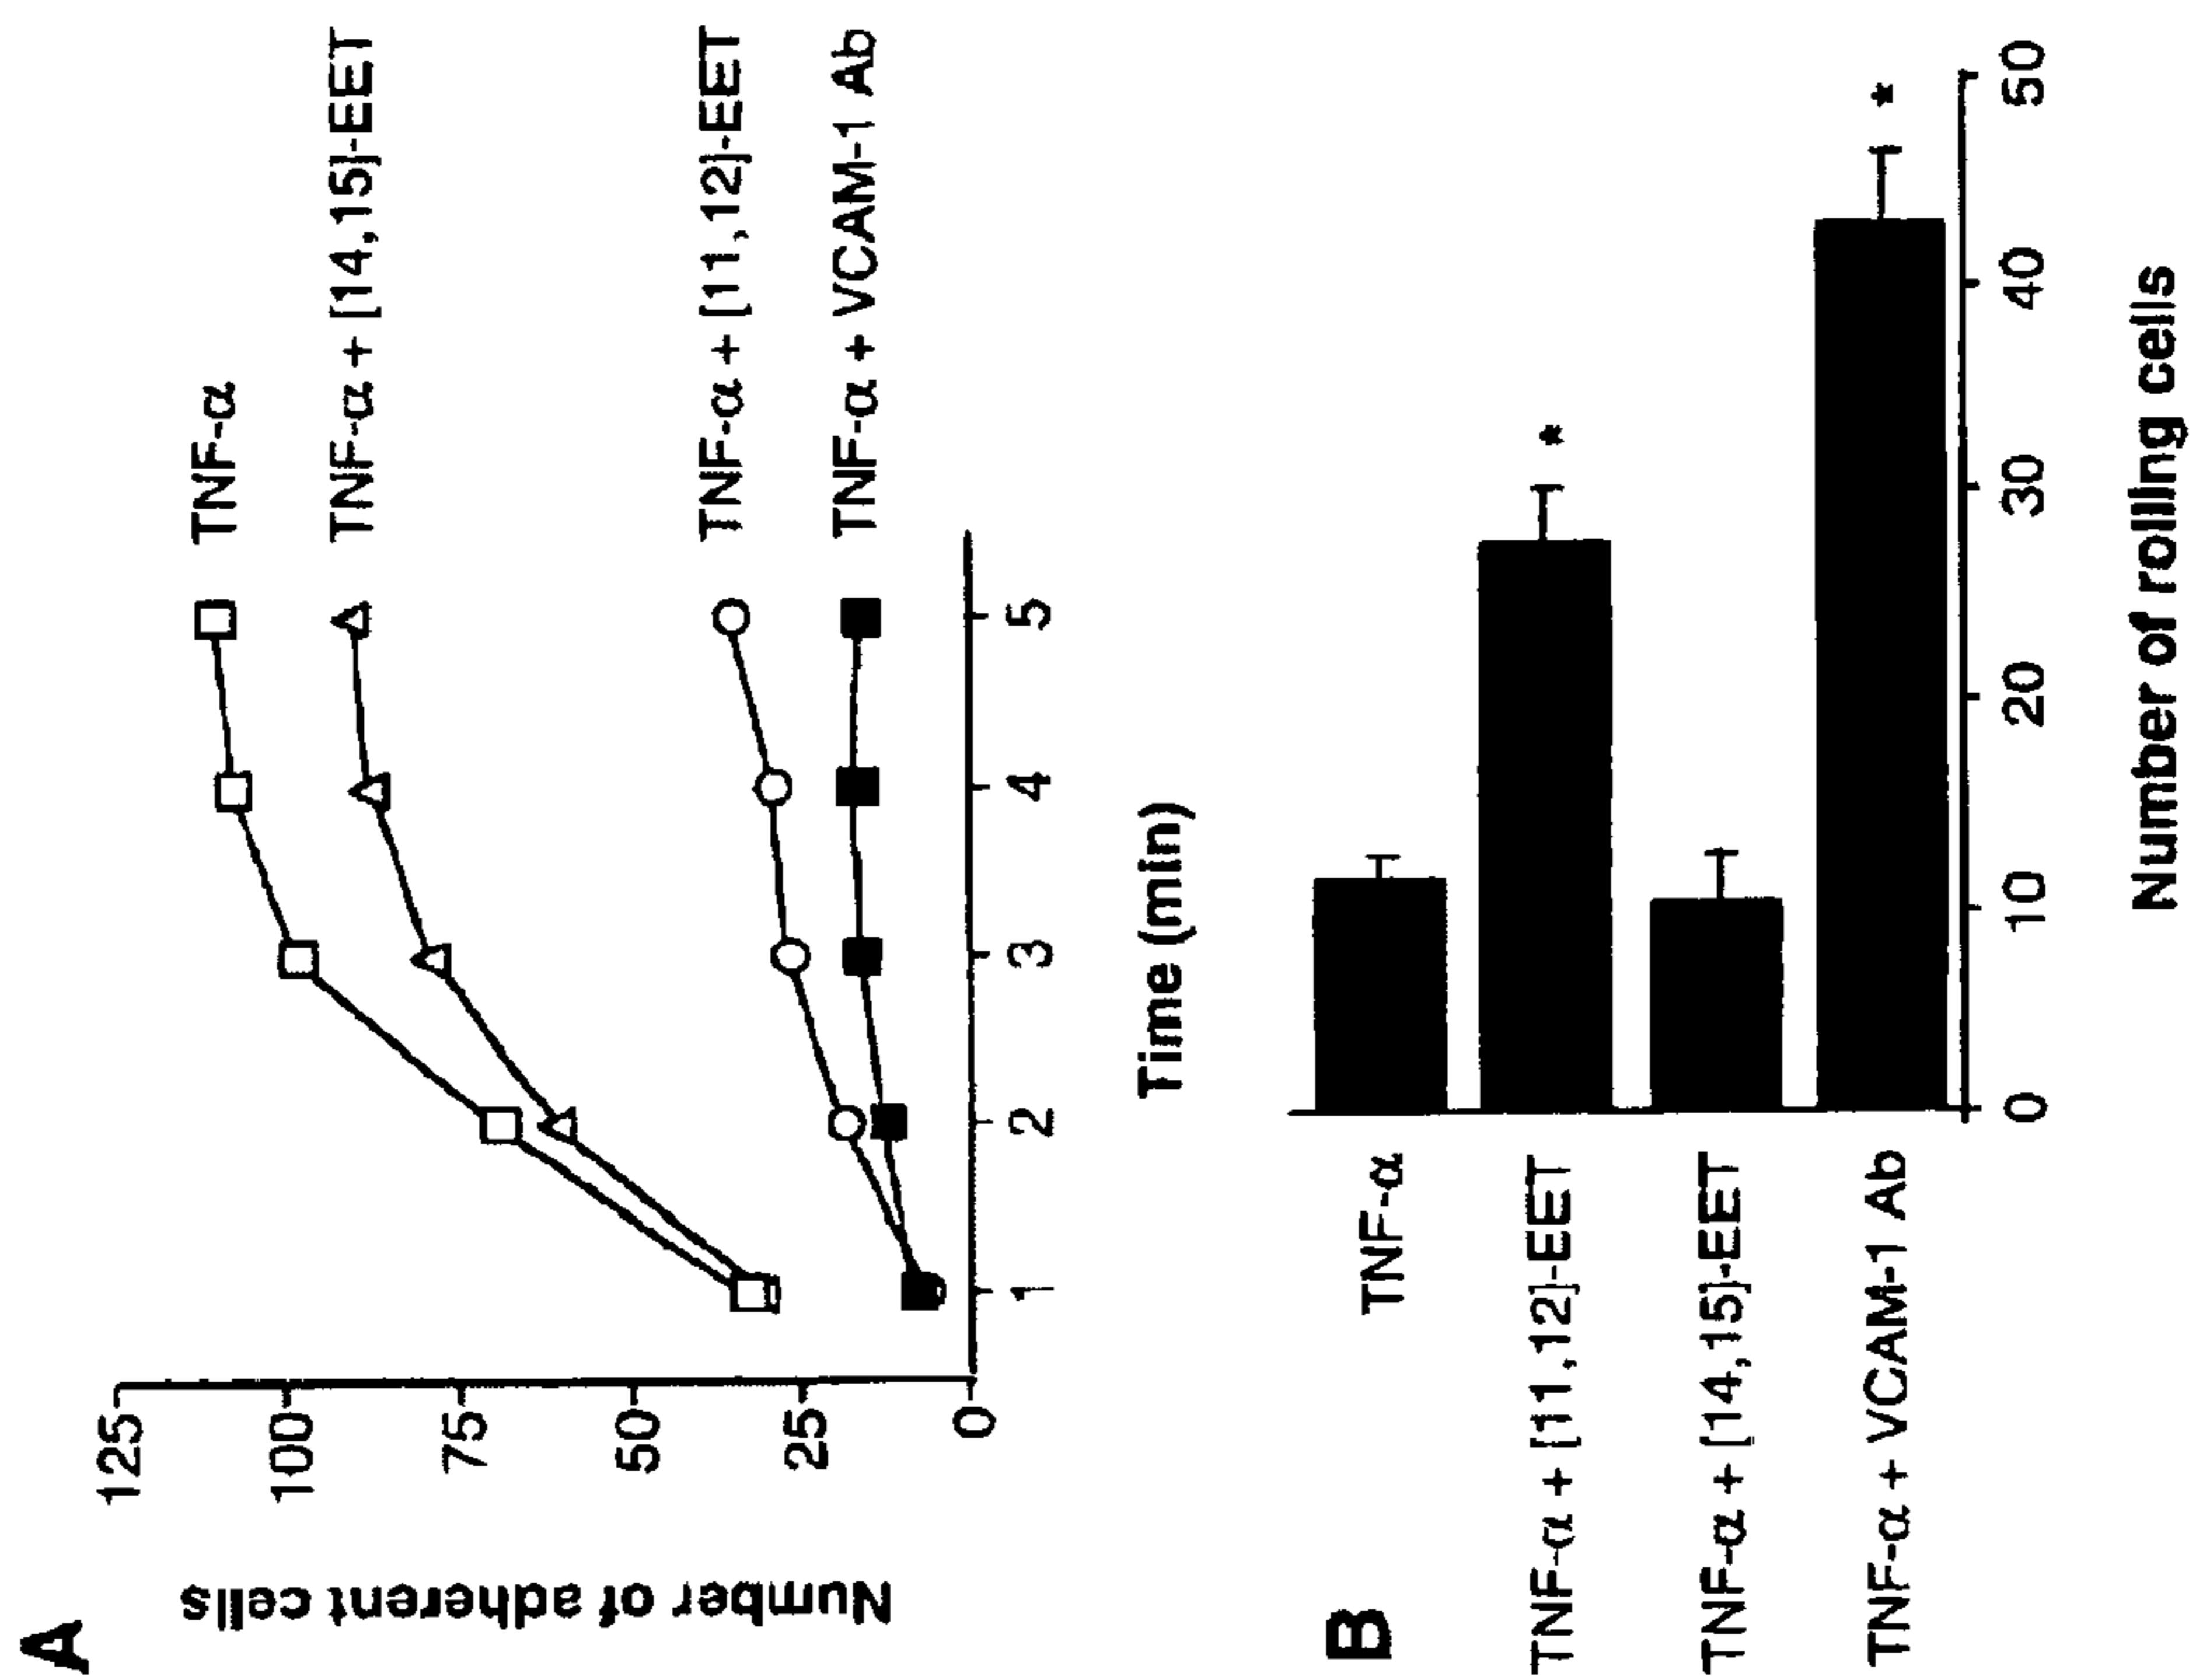 A
Number of adherent cells
125
100
75
50
25
0
1
2
3
4
5
Time (min)
TNF-α
TNF-α + [14,15]-EET
TNF-α + [11,12]-EET
TNF-α + VCAM-1 Ab
B
TNF-α
TNF-α + [11,12]-EET
*
TNF-α + [14,15]-EET
TNF-α + VCAM-1 Ab
*
0
10
20
30
40
50
Number of rolling cells